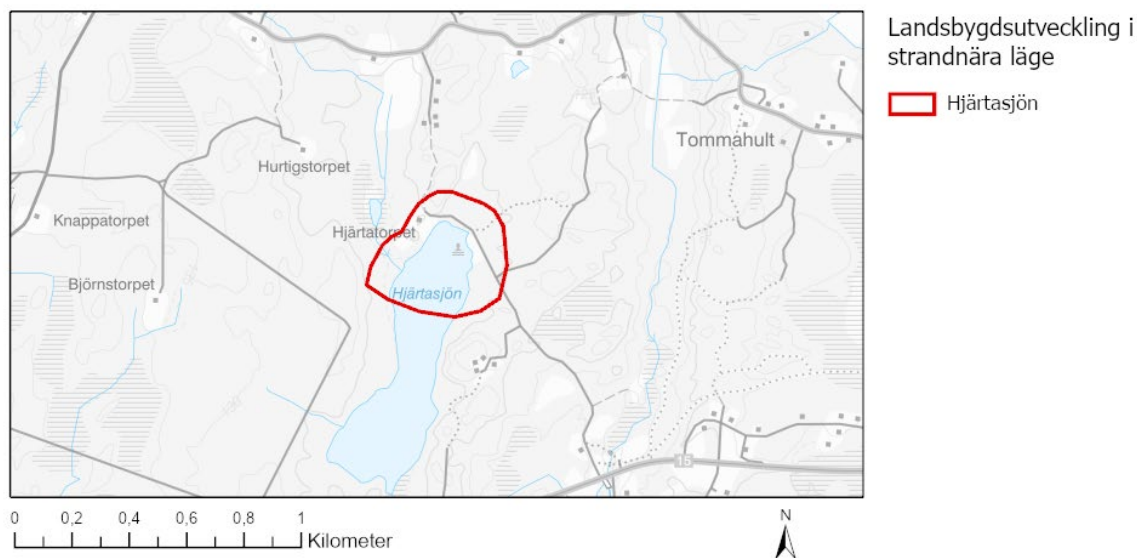 Landsbygdsutveckling i
strandnära läge
Hjärtasjön
Tommahult
Hurtigstorpet
Knappatorpet
Hjärtatorpet
Björnstorpet
Hjärtasjön
15
0 0,2 0,4 0,6 0,8 1
Kilometer
N